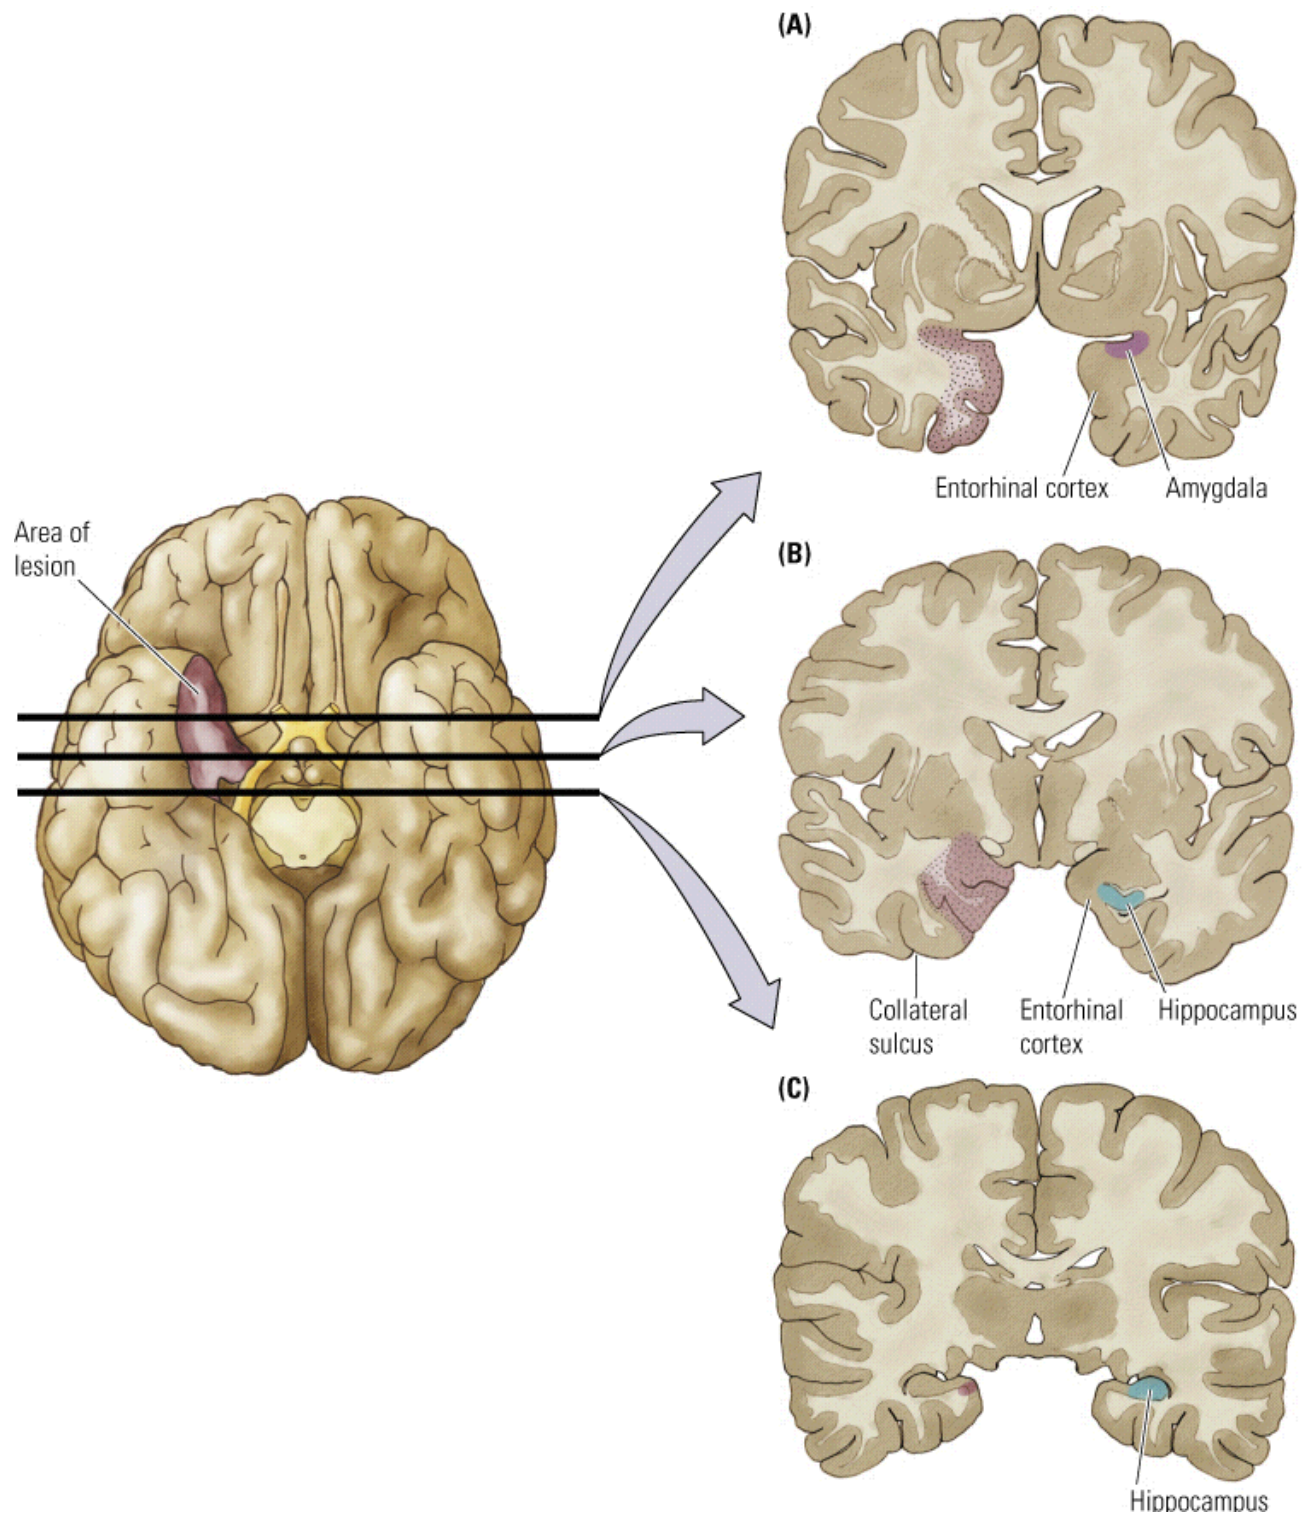 (A)
Entorhinal cortex
Amygdala
Area of
lesion
(B)
Collateral
sulcus
Entorhinal
cortex
Hippocampus
(C)
Hippocampus